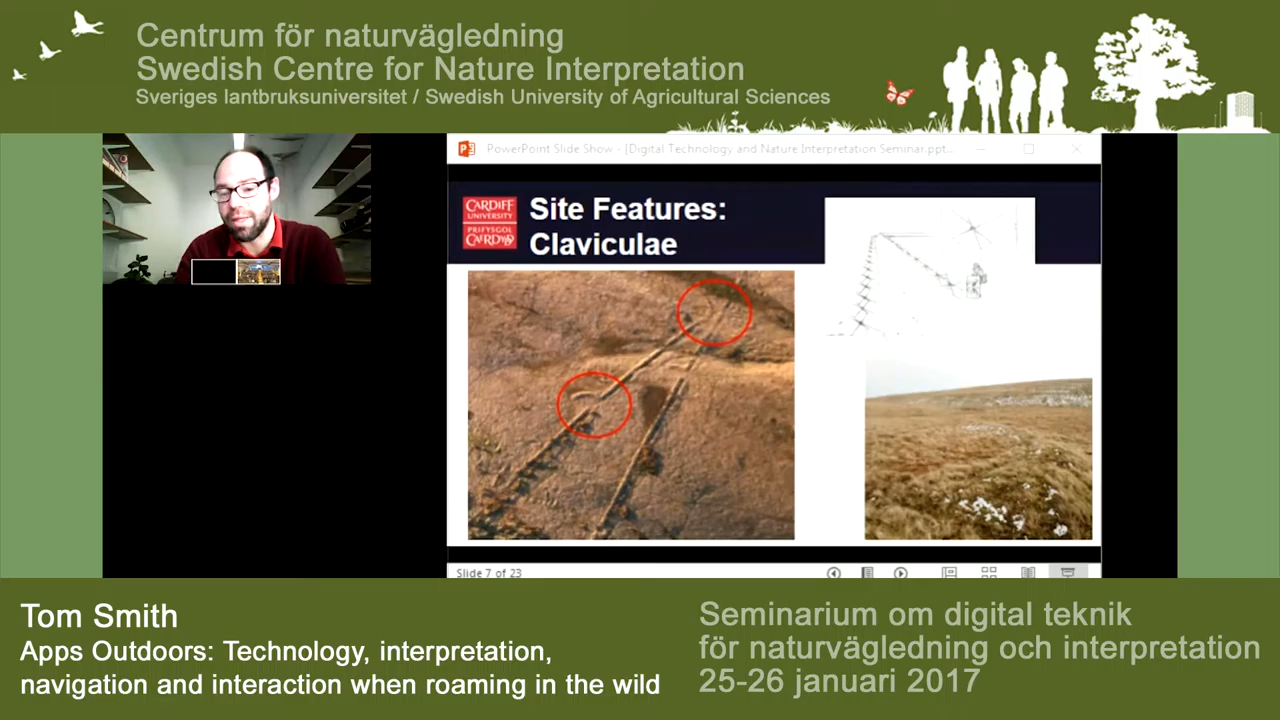 Centrum för naturvägledning
Swedish Centre for Nature Interpretation
Sveriges lantbruksuniversitet / Swedish University of Agricultural Sciences
PowerPoint Slide Show - [Digital Technology and Nature Interpretation Seminar.ppt...
CARDIFF
UNIVERSITY
PRIFYSGOL
CAERDYD
Site Features:
Claviculae
Slide 7 of 23
Tom Smith
Apps Outdoors: Technology, interpretation,
navigation and interaction when roaming in the wild
Seminarium om digital teknik
för naturvägledning och interpretation
25-26 januari 2017